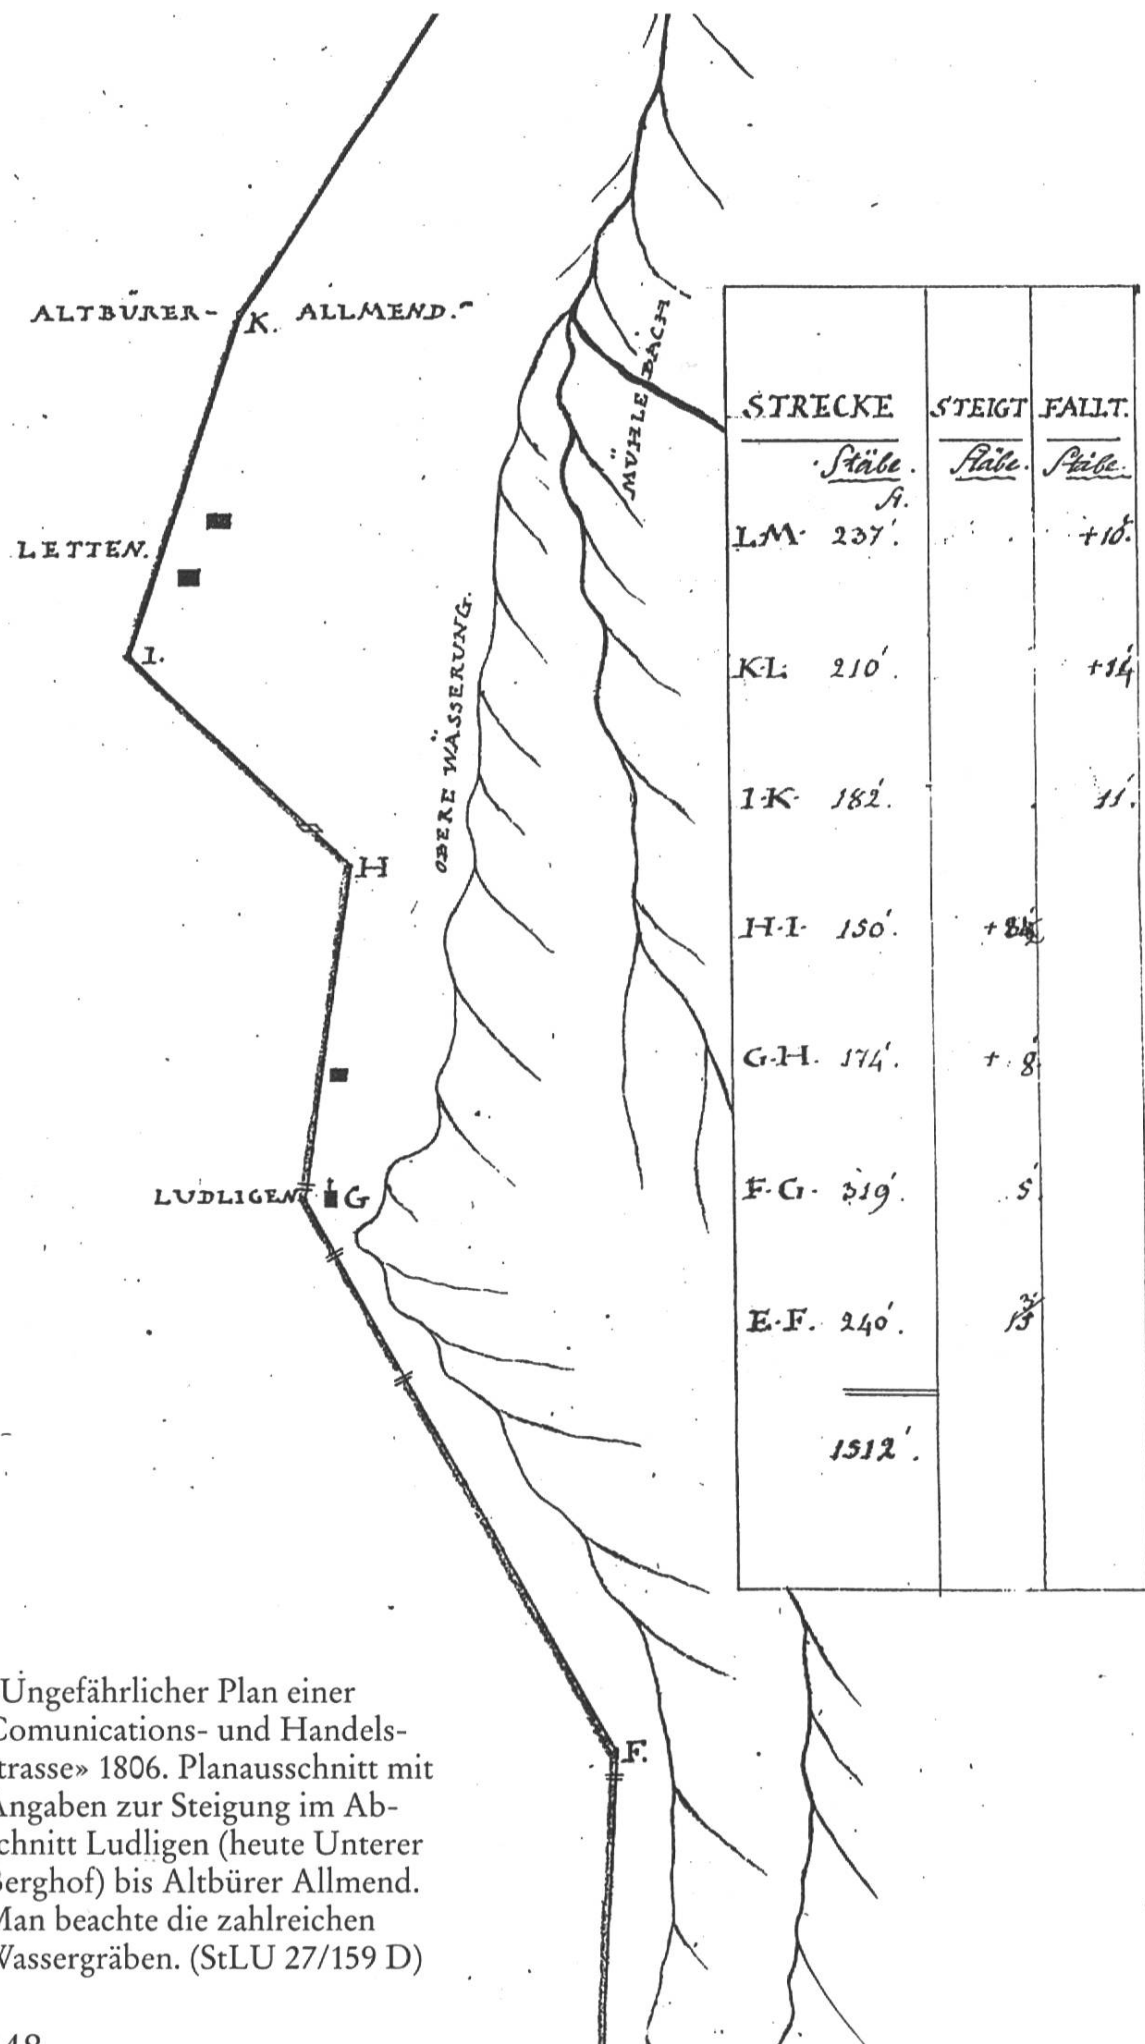 ALTBÜRER- K. ALLMEND.
MÜHLE BACH
LETTEN.
I.
OBERE WÄSSERUNG.
H
LUDLIGEN G
F.
STRECKE STEIGT FALLT.
Stäbe. Stäbe. Stäbe.
L.M. 237'. +10.
K.L. 210'.
I.K. 182'. 11'.
H.I. 150'.
G.H. 174'. + 8'
F.G. 319'. 5'
E.F. 240'.
1512'.
Ungefährlicher Plan einer
Comunications- und Handels-
trasse» 1806. Planausschnitt mit
Angaben zur Steigung im Ab-
chnitt Ludligen (heute Unterer
Berghof) bis Altbürer Allmend.
Man beachte die zahlreichen
Wassergräben. (StLU 27/159 D)